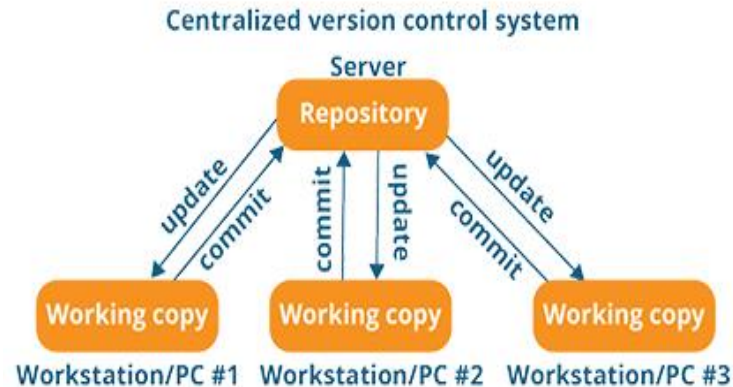 Centralized version control system
Server
Repository
update
commit
commit
update
update
commit
Working copy
Working copy
Working copy
Workstation/PC #1
Workstation/PC #2
Workstation/PC #3